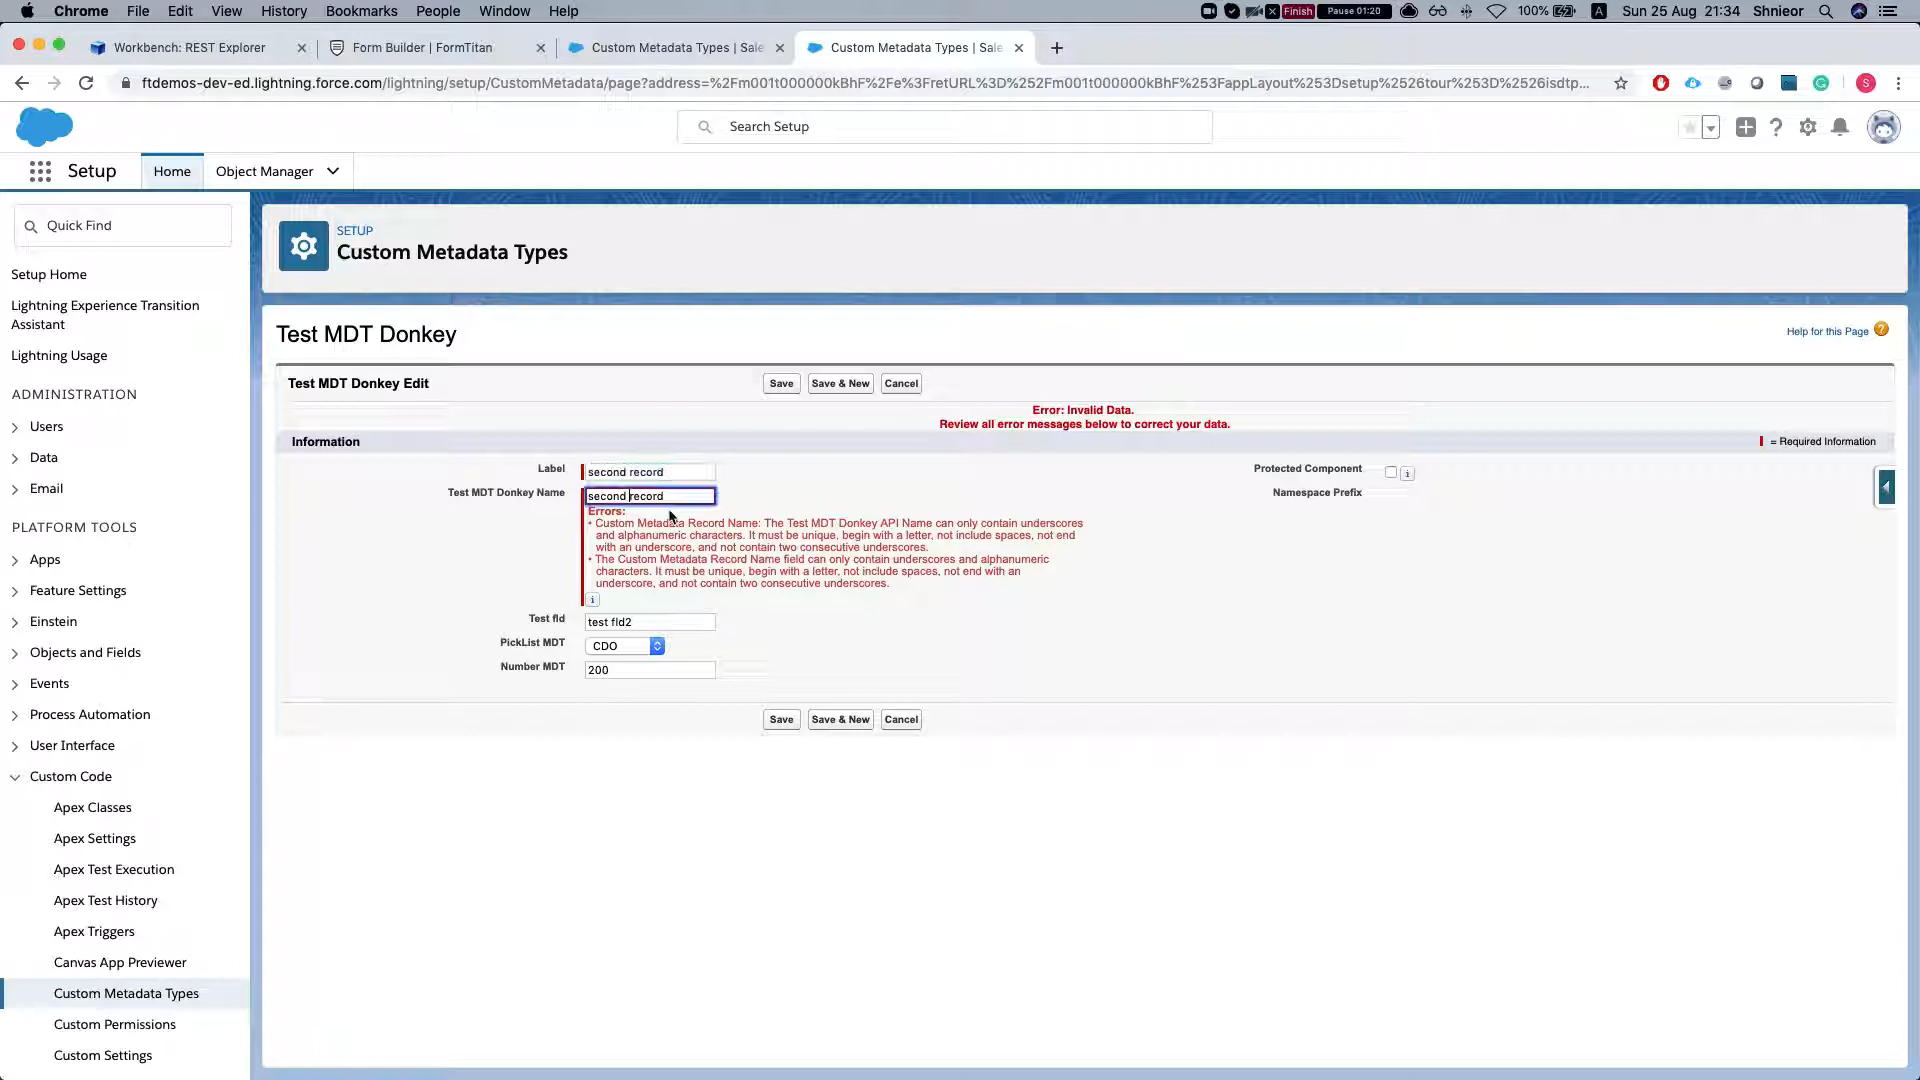 Chrome File Edit View History Bookmarks People Window Help Finish Pause 01:20 100% A Sun 25 Aug 21:34 Shnieor
Workbench: REST Explorer
Form Builder | FormTitan
Custom Metadata Types | Sale
Custom Metadata Types | Sale
ftdemos-dev-ed.lightning.force.com/lightning/setup/CustomMetadata/page?address=%2Fm001t000000kBhF%2Fe%3FretURL%3D%252Fm001t000000kBhF%253FappLayout%253Dsetup%2526tour%253D%2526isdtp...
S
Search Setup
Setup
Home
Object Manager
Quick Find
Setup Home
Lightning Experience Transition
Assistant
Lightning Usage
ADMINISTRATION
Users
Data
Email
PLATFORM TOOLS
Apps
Feature Settings
Einstein
Objects and Fields
Events
Process Automation
User Interface
Custom Code
Apex Classes
Apex Settings
Apex Test Execution
Apex Test History
Apex Triggers
Canvas App Previewer
Custom Metadata Types
Custom Permissions
Custom Settings
SETUP
Custom Metadata Types
Test MDT Donkey
Help for this Page
Test MDT Donkey Edit
Save Save & New Cancel
Error: Invalid Data.
Review all error messages below to correct your data.
Information
= Required Information
Label second record
Protected Component
Test MDT Donkey Name second record
Namespace Prefix
Errors:
• Custom Metadata Record Name: The Test MDT Donkey API Name can only contain underscores
and alphanumeric characters. It must be unique, begin with a letter, not include spaces, not end
with an underscore, and not contain two consecutive underscores.
• The Custom Metadata Record Name field can only contain underscores and alphanumeric
characters. It must be unique, begin with a letter, not include spaces, not end with an
underscore, and not contain two consecutive underscores.
Test fld test fld2
PickList MDT CDO
Number MDT 200
Save Save & New Cancel